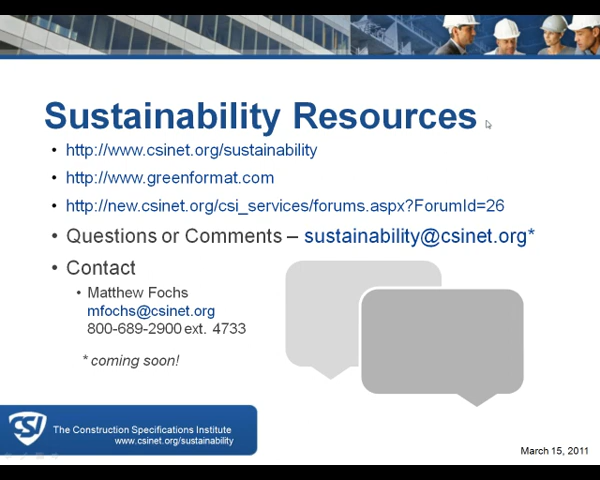 Sustainability Resources
• http://www.csinet.org/sustainability
• http://www.greenformat.com
• http://new.csinet.org/csi_services/forums.aspx?ForumId=26
• Questions or Comments – sustainability@csinet.org*
• Contact
• Matthew Fochs
mfochs@csinet.org
800-689-2900 ext. 4733
* coming soon!
CSI
The Construction Specifications Institute
www.csinet.org/sustainability
March 15, 2011